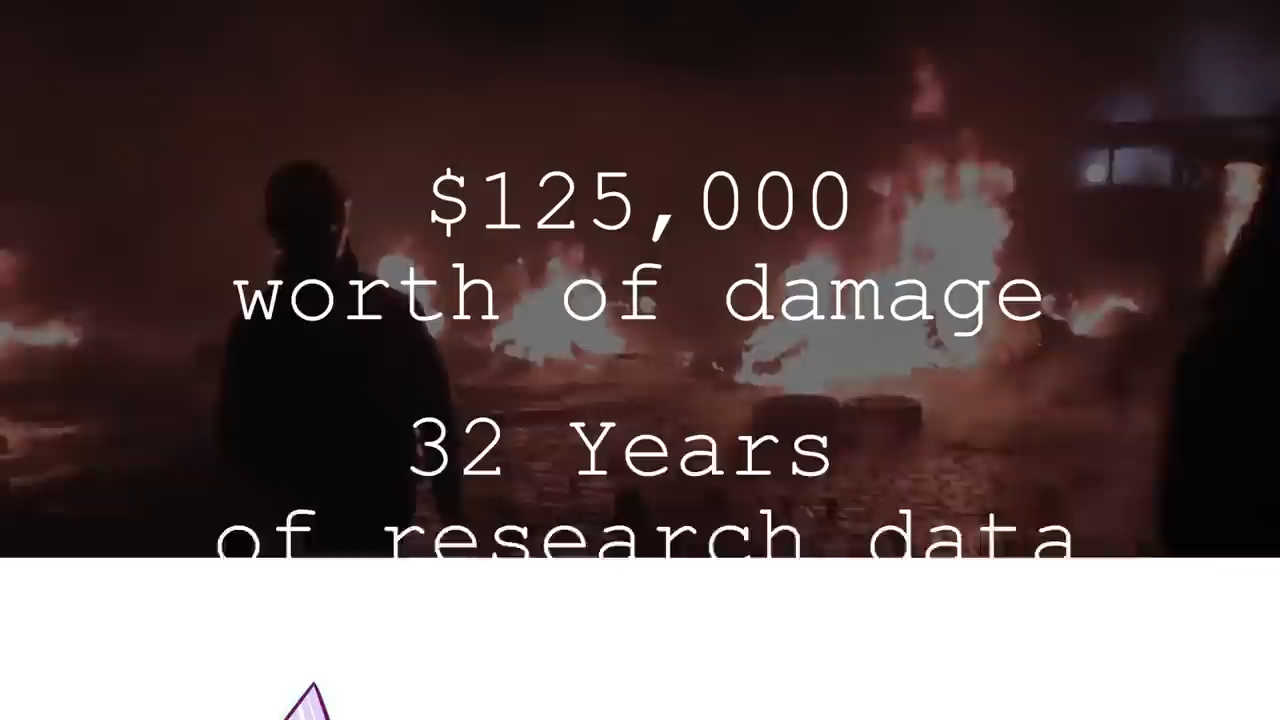 $125,000
worth of damage
32 Years
of research data